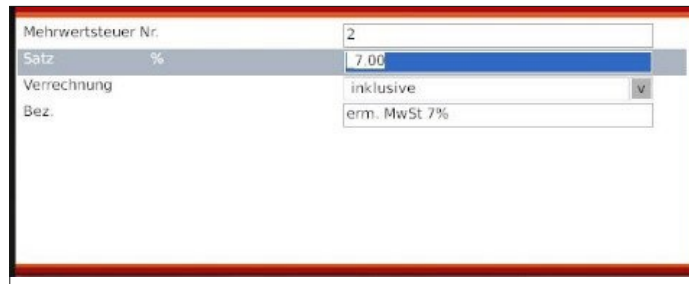 Mehrwertsteuer Nr. 2
Satz % 7.00
Verrechnung inklusive v
Bez. erm. MwSt 7%